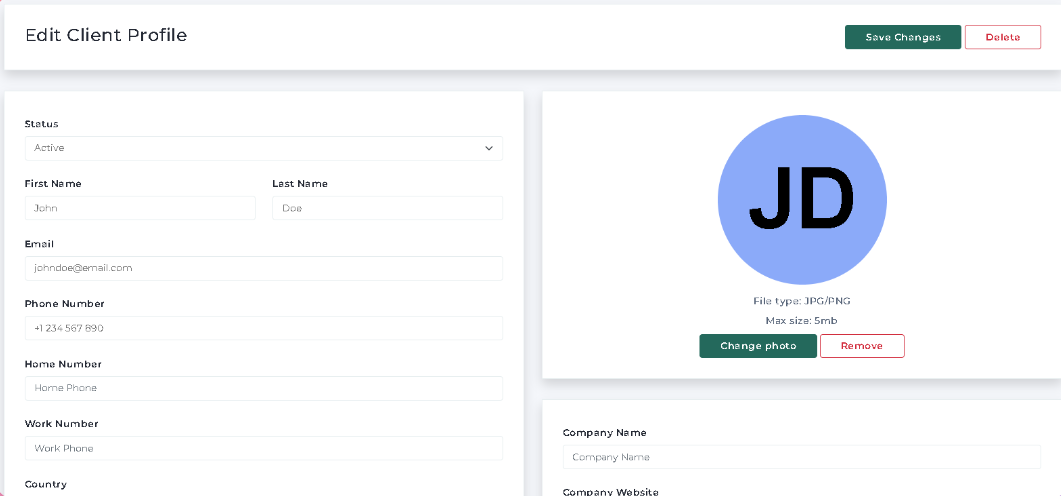 Edit Client Profile
Save Changes
Delete
Status
Active
First Name
Last Name
John
Doe
Email
johndoe@email.com
Phone Number
+1 234 567 890
Home Number
Home Phone
Work Number
Work Phone
Country
JD
File type: JPG/PNG
Max size: 5mb
Change photo
Remove
Company Name
Company Name
Company Website